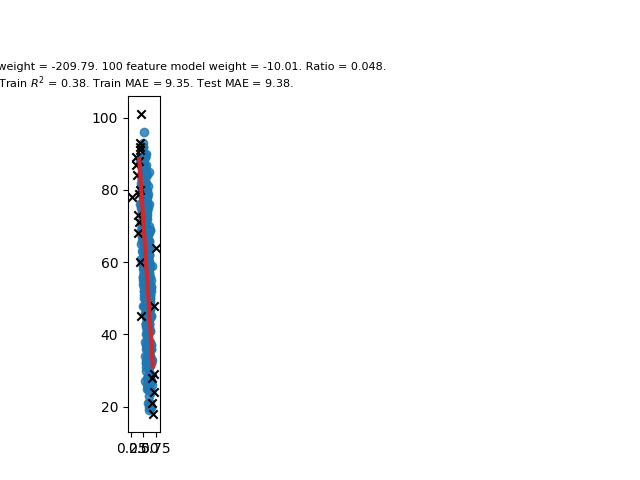 weight = -209.79. 100 feature model weight = -10.01. Ratio = 0.048.
Train $R^2$ = 0.38. Train MAE = 9.35. Test MAE = 9.38.
100
80
60
40
20